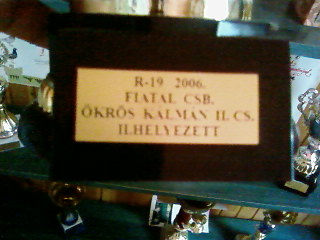 R-19 2006.
FIATAL CSB.
ÖKRÖS KÁLMÁN II. CS.
II.HELYEZETT